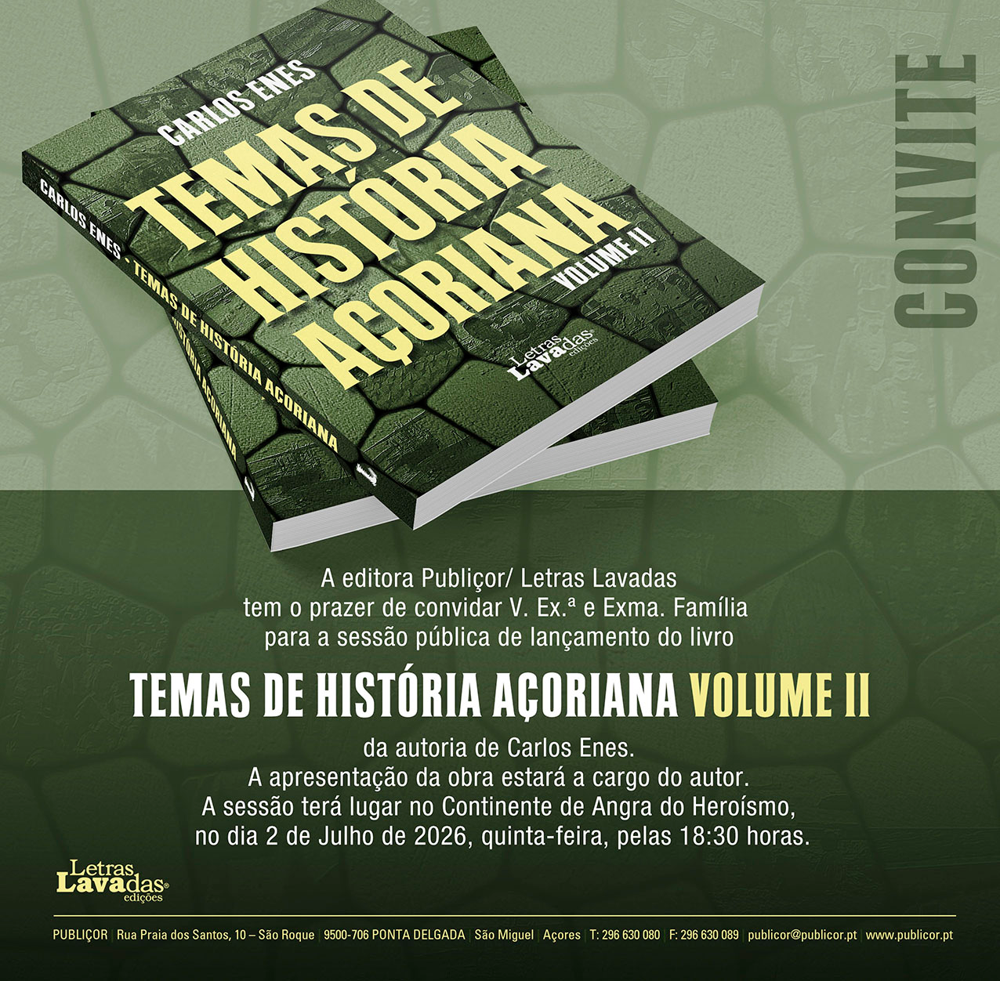 CARLOS ENES
TEMAS DE
HISTÓRIA
AÇORIANA
VOLUME II
Letras
Lavadas®
edições
CARLOS ENES • TEMAS DE HISTÓRIA AÇORIANA
HISTÓRIA AÇORIANA
CONVITE
A editora Publiçor/ Letras Lavadas
tem o prazer de convidar V. Ex.ª e Exma. Família
para a sessão pública de lançamento do livro
TEMAS DE HISTÓRIA AÇORIANA VOLUME II
da autoria de Carlos Enes.
A apresentação da obra estará a cargo do autor.
A sessão terá lugar no Continente de Angra do Heroísmo,
no dia 2 de Julho de 2026, quinta-feira, pelas 18:30 horas.
Letras
Lavadas®
edições
PUBLIÇOR | Rua Praia dos Santos, 10 – São Roque | 9500-706 PONTA DELGADA | São Miguel | Açores | T: 296 630 080 | F: 296 630 089 | publicor@publicor.pt | www.publicor.pt